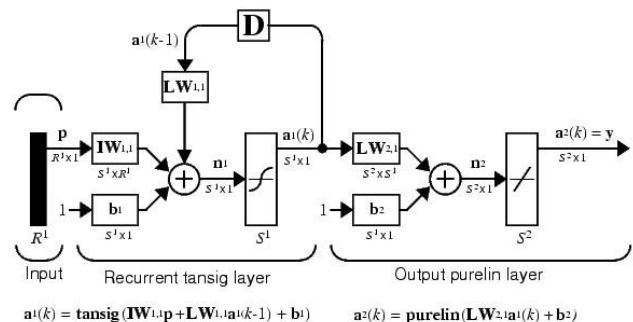 D
a¹(k-1)
LW1,1
p
IW1,1
R¹x1
S¹xR¹
n1
S¹x1
a¹(k)
S¹x1
LW2,1
S²xS¹
n2
S²x1
a²(k) = y
S²x1
1
b1
S¹x1
1
b2
S¹x1
R¹
S¹
S²
Input
Recurrent tansig layer
Output purelin layer
a¹(k) = tansig (IW1,1p+LW1,1a¹(k-1) + b1)
a²(k) = purelin (LW2,1a¹(k) + b2)